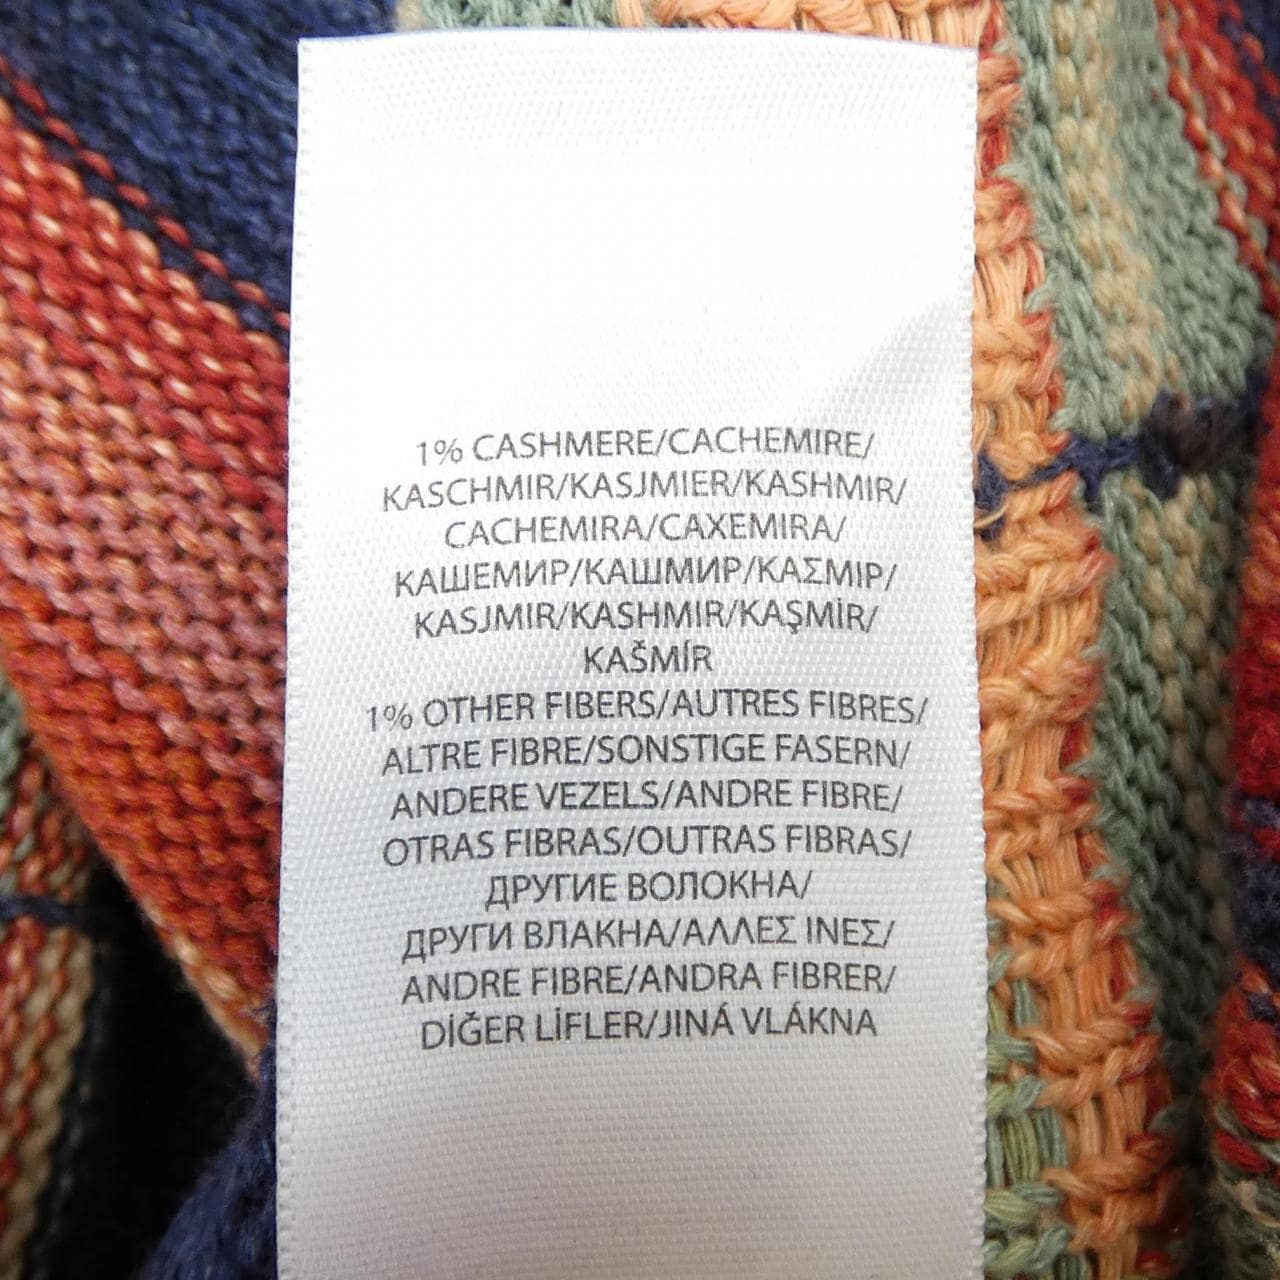 1% CASHMERE/CACHEMIRE/
KASCHMIR/KASJMIER/KASHMIR/
CACHEMIRA/CAXEMIRA/
КАШЕМИР/КАШМИР/ΚΑΣΜΙΡ/
KASJMIR/KASHMIR/KAŞMİR/
KAŠMÍR
1% OTHER FIBERS/AUTRES FIBRES/
ALTRE FIBRE/SONSTIGE FASERN/
ANDERE VEZELS/ANDRE FIBRE/
OTRAS FIBRAS/OUTRAS FIBRAS/
ДРУГИЕ ВОЛОКНА/
ДРУГИ ВЛАКНА/ΑΛΛΕΣ ΙΝΕΣ/
ANDRE FIBRE/ANDRA FIBRER/
DİĞER LİFLER/JINÁ VLÁKNA